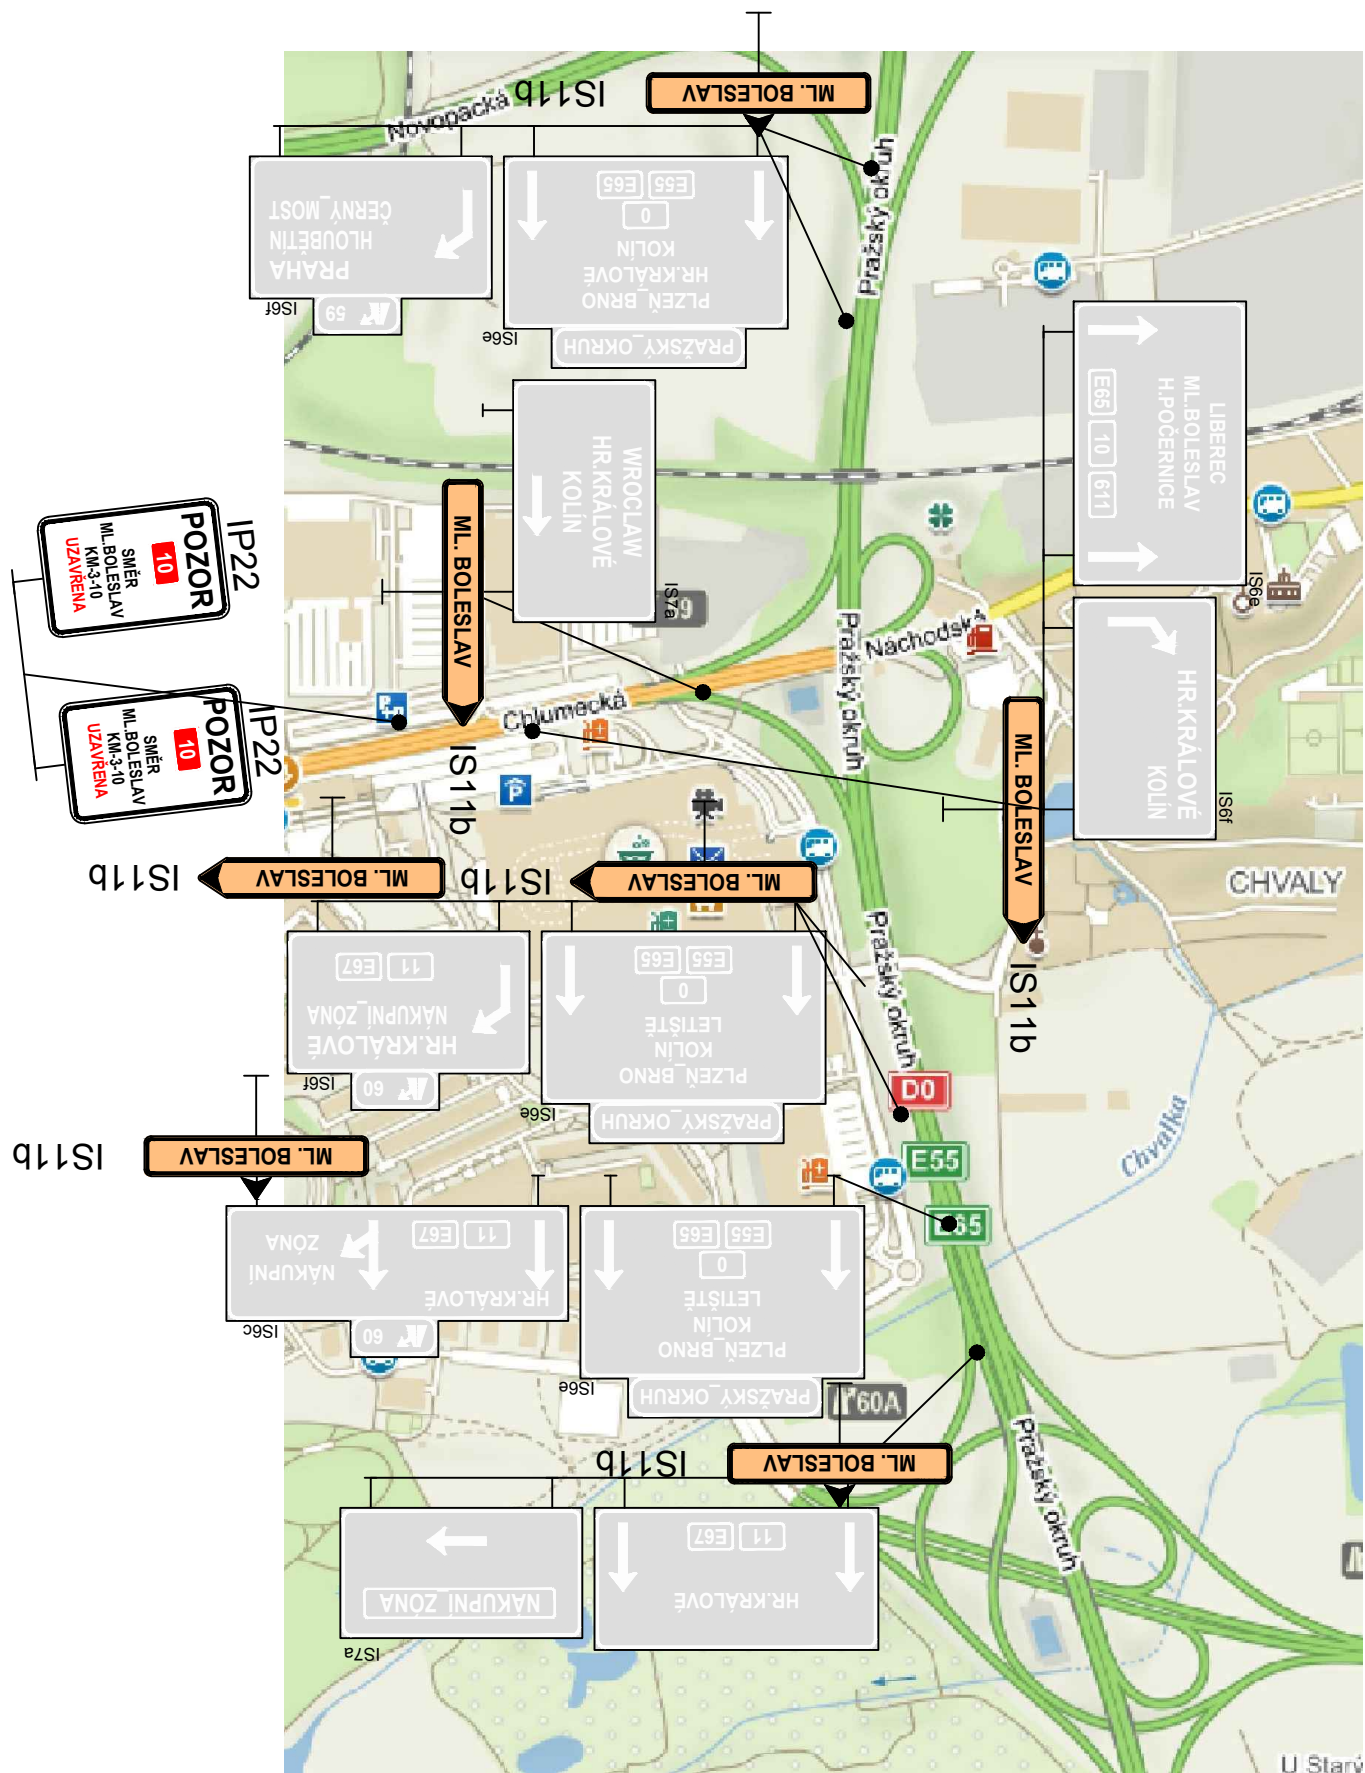 IS11b
ML. BOLESLAV
Novopacká
PRAHA
HLOUBĚTÍN
ČERNÝ_MOST
59
IS6f
E55 E65
0
KOLÍN
HR.KRÁLOVÉ
PLZEŇ_BRNO
PRAŽSKÝ_OKRUH
IS6e
Pražský okruh
LIBEREC
ML.BOLESLAV
H.POČERNICE
E65 10 611
IS6e
WROCLAW
HR.KRÁLOVÉ
KOLÍN
IS7a
9
ML. BOLESLAV
IS11b
IP22
POZOR
10
SMĚR
ML.BOLESLAV
KM-3-10
UZAVŘENA
IP22
POZOR
10
SMĚR
ML.BOLESLAV
KM-3-10
UZAVŘENA
Náchodská
Pražský okruh
Chlumecká
P
HR.KRÁLOVÉ
KOLÍN
IS6f
ML. BOLESLAV
IS11b
CHVALY
IS11b
ML. BOLESLAV
IS11b
ML. BOLESLAV
11 E67
NÁKUPNÍ ZÓNA
HR.KRÁLOVÉ
60
IS6f
E55 E65
0
LETIŠTĚ
KOLÍN
PLZEŇ_BRNO
PRAŽSKÝ_OKRUH
IS6e
Pražský okruh
D0
E55
E65
Chvalka
IS11b
ML. BOLESLAV
ZÓNA
NÁKUPNÍ
11 E67
HR.KRÁLOVÉ
60
IS6c
E55 E65
0
LETIŠTĚ
KOLÍN
PLZEŇ_BRNO
PRAŽSKÝ_OKRUH
IS6e
60A
Pražský okruh
IS11b
ML. BOLESLAV
NÁKUPNÍ_ZÓNA
IS7a
11 E67
HR.KRÁLOVÉ
U Starý